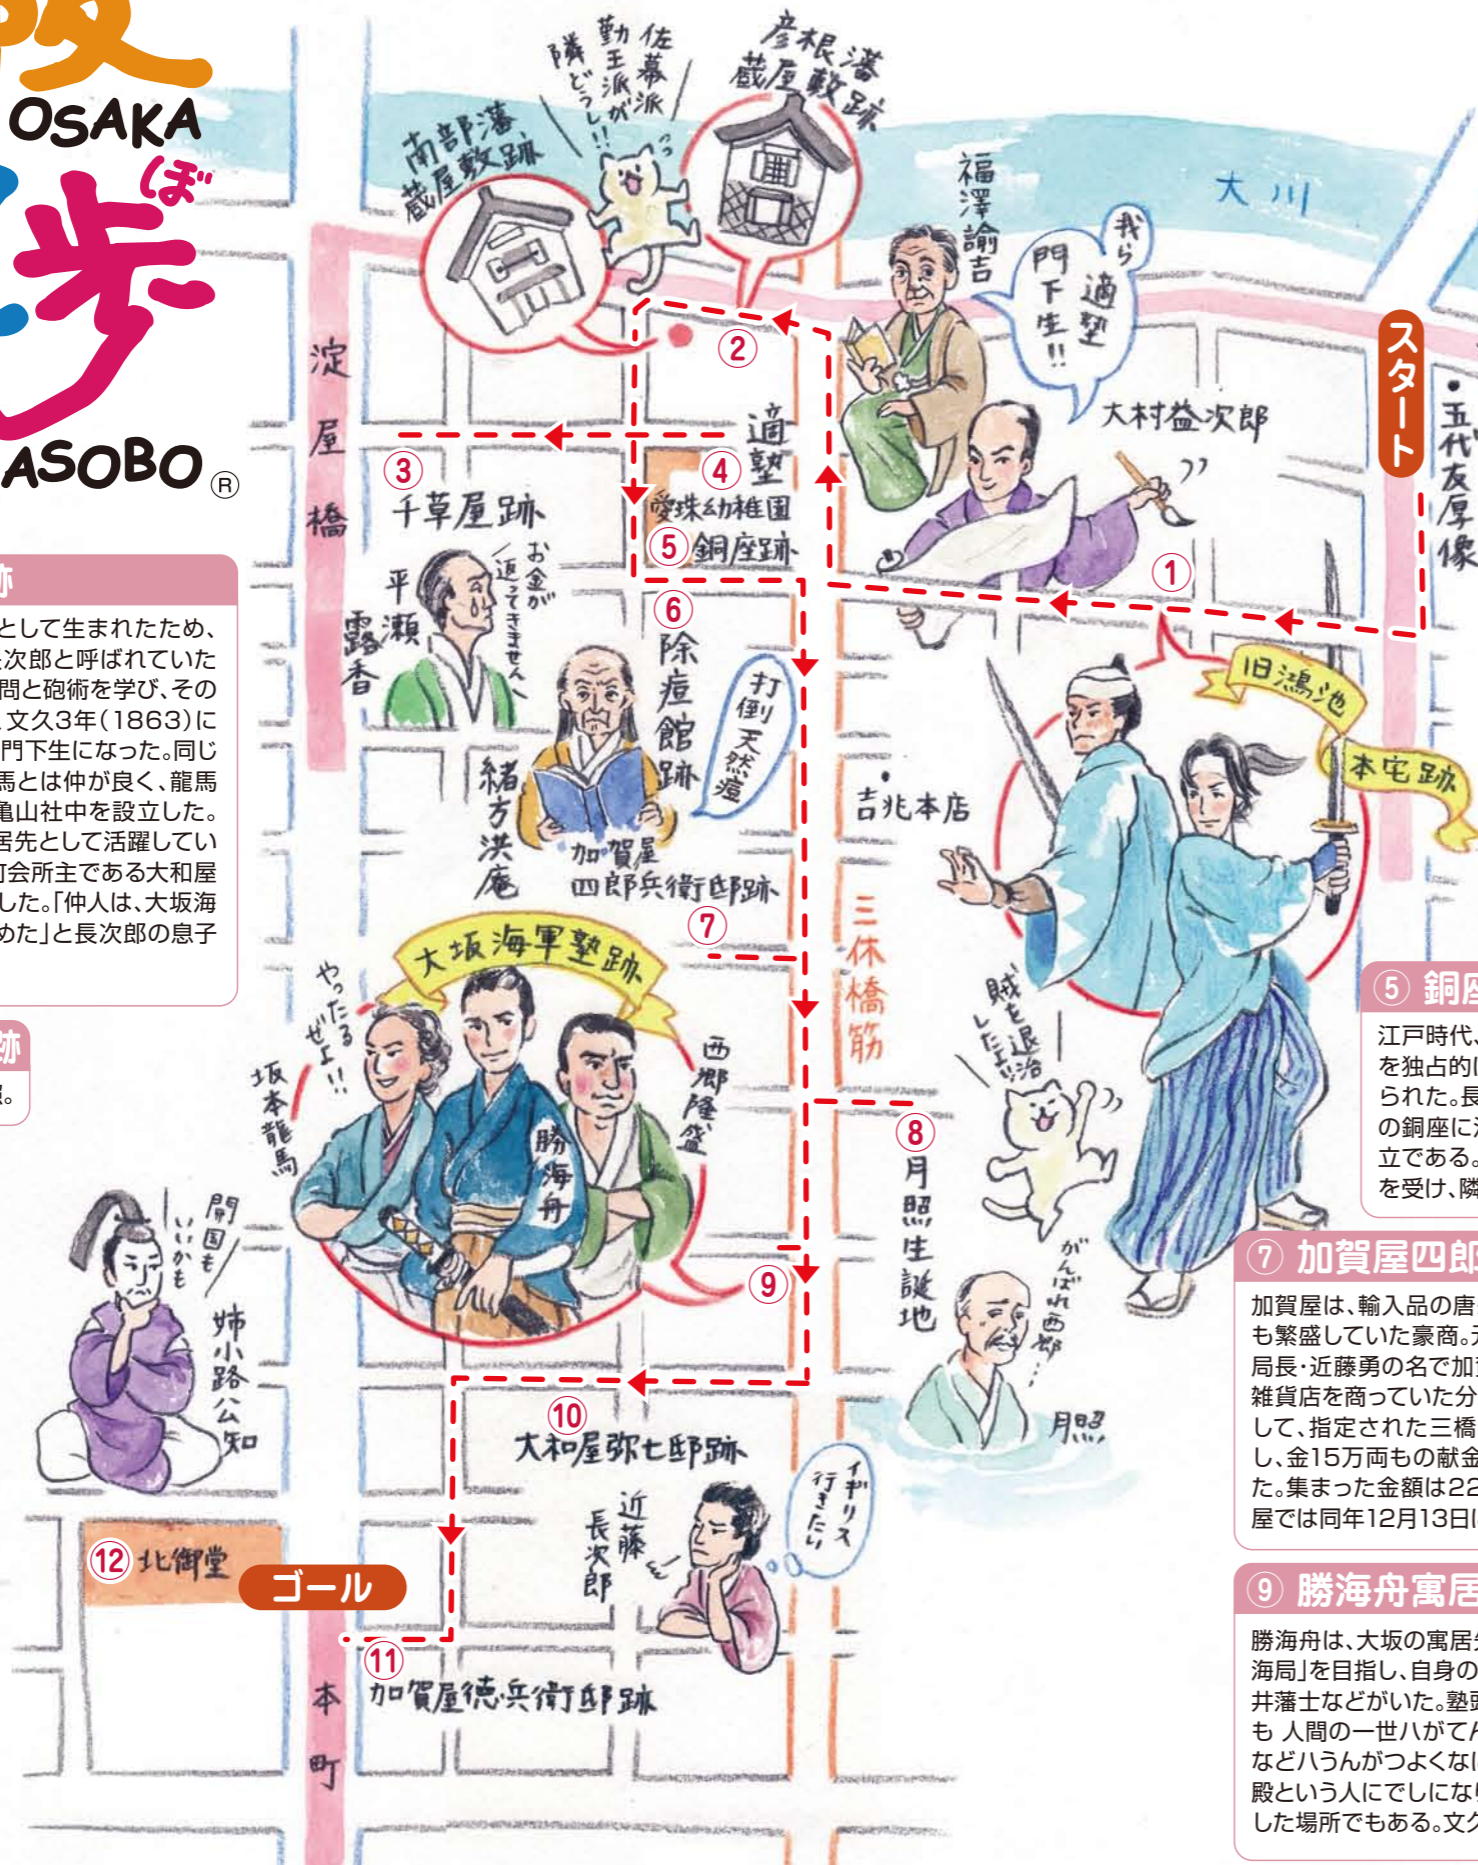 OSAKA
歩
ぼ
ASOBO ®
跡
として生まれたため、
次郎と呼ばれていた
問と砲術を学び、その
、文久3年(1863)に
門下生になった。同じ
馬とは仲が良く、龍馬
亀山社中を設立した。
居先として活躍してい
町会所主である大和屋
した。「仲人は、大坂海
めた」と長次郎の息子
跡
照。
佐幕派
勤王派が
隣どうし!!
彦根藩
蔵屋敷跡
南部藩
蔵屋敷跡
大川
福澤諭吉
我ら
適塾
門下生!!
大村益次郎
スタート
・五代友厚像
淀屋橋
②
③
千草屋跡
④
適塾
愛珠幼稚園
⑤ 銅座跡
①
お金が
返ってきません
平瀬
露香
⑥
除痘館跡
打倒天然痘
緒方洪庵
旧鴻池
本宅跡
・
吉兆本店
加賀屋
四郎兵衛邸跡
⑦
三休橋筋
大坂海軍塾跡
やったる
ぜよ!!
坂本龍馬
勝海舟
西郷隆盛
賊を退治
したよ!!
⑧
月照生誕地
がんばれ西郷…
月照
⑨
開国も
いいかも
姉小路公知
⑩
大和屋弥七邸跡
近藤
長次郎
イギリス
行きたい
⑫ 北御堂
ゴール
⑪
加賀屋徳兵衛邸跡
本町
⑤ 銅座
江戸時代、
を独占的に
られた。長
の銅座に
立である。
を受け、隣
⑦ 加賀屋四郎
加賀屋は、輸入品の唐
も繁盛していた豪商。
局長・近藤勇の名で加
雑貨店を商っていた分
して、指定された三橋
し、金15万両もの献金
た。集まった金額は22
屋では同年12月13日
⑨ 勝海舟寓居
勝海舟は、大坂の寓居
海局」を目指し、自身の
井藩士などがいた。塾
も 人間の一世ハがてん
などハうんがつよくな
殿という人にでしにな
した場所でもある。文